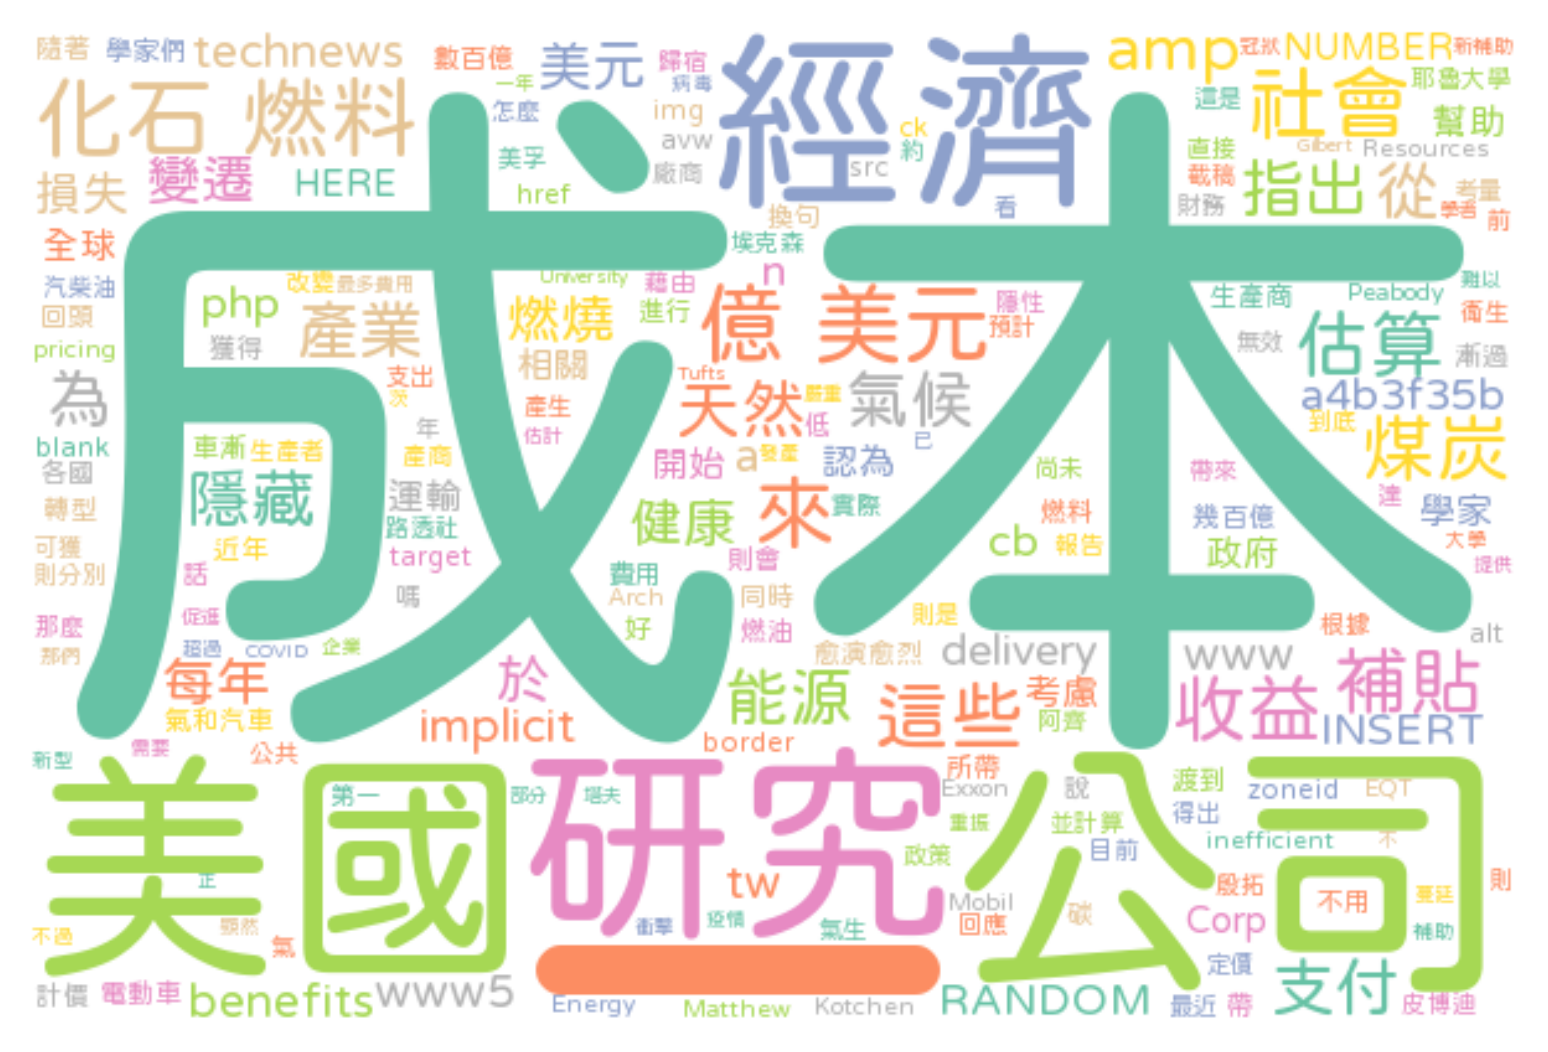 隨著 學家們 technews 數百億 美元 歸宿 經濟 amp 冠狀 NUMBER 新補助
化石 燃料 一年 怎麼 病毒 img 社會 耶魯大學
這是 幫助
avw ck 約 直接 Gilbert Resources
損失 變遷 HERE 美孚 href 廠商 src 截稿 指出 從 考量
財務 學者 前
全球 換句 看 埃克森
成本
汽柴油 php 改變 最多費用 University 藉由 n 隱性 生產商 Peabody 難以
回頭 產業 燃燒 進行 億 美元 預計 估算 衛生
pricing 獲得 相關 無效 漸過
為 支出 茨 Tufts 天然 嚴重 氣候 a4b3f35b
年 產生 估計 低 已 到底 煤炭
blank 車漸 生產者 產商 開始 a 發產 認為 尚未 帶來
各國 隱藏 運輸 健康 來 實際 燃料 達 學家
轉型 路透社 幾百億
可獲 近年 target 則會 cb 報告 政府 大學
則分別 話 費用 提供
嗎 Arch 同時
那麼 促進 好 燃油 則是 根據 alt
那們 超過 COVID 企業 愈演愈烈 delivery www
每年 於 能源 這些 考慮 收益 補貼
氣和汽車 implicit 阿齊 INSERT
新型 需要 公共 border
美國 研究 公司
第一 部分 塔夫 所帶 Exxon 說 渡到 zoneid EQT
重振 並計算 得出 inefficient 不
正 tw 政策 目前 殷拓 不用 蔓延 則
不過 顯然 氣 衝擊 疫情 氣生 Mobil 回應 碳 Corp 補助
一 定價
計價 電動車 benefits www5 Energy Matthew Kotchen RANDOM 最近 帶 支付 皮博迪